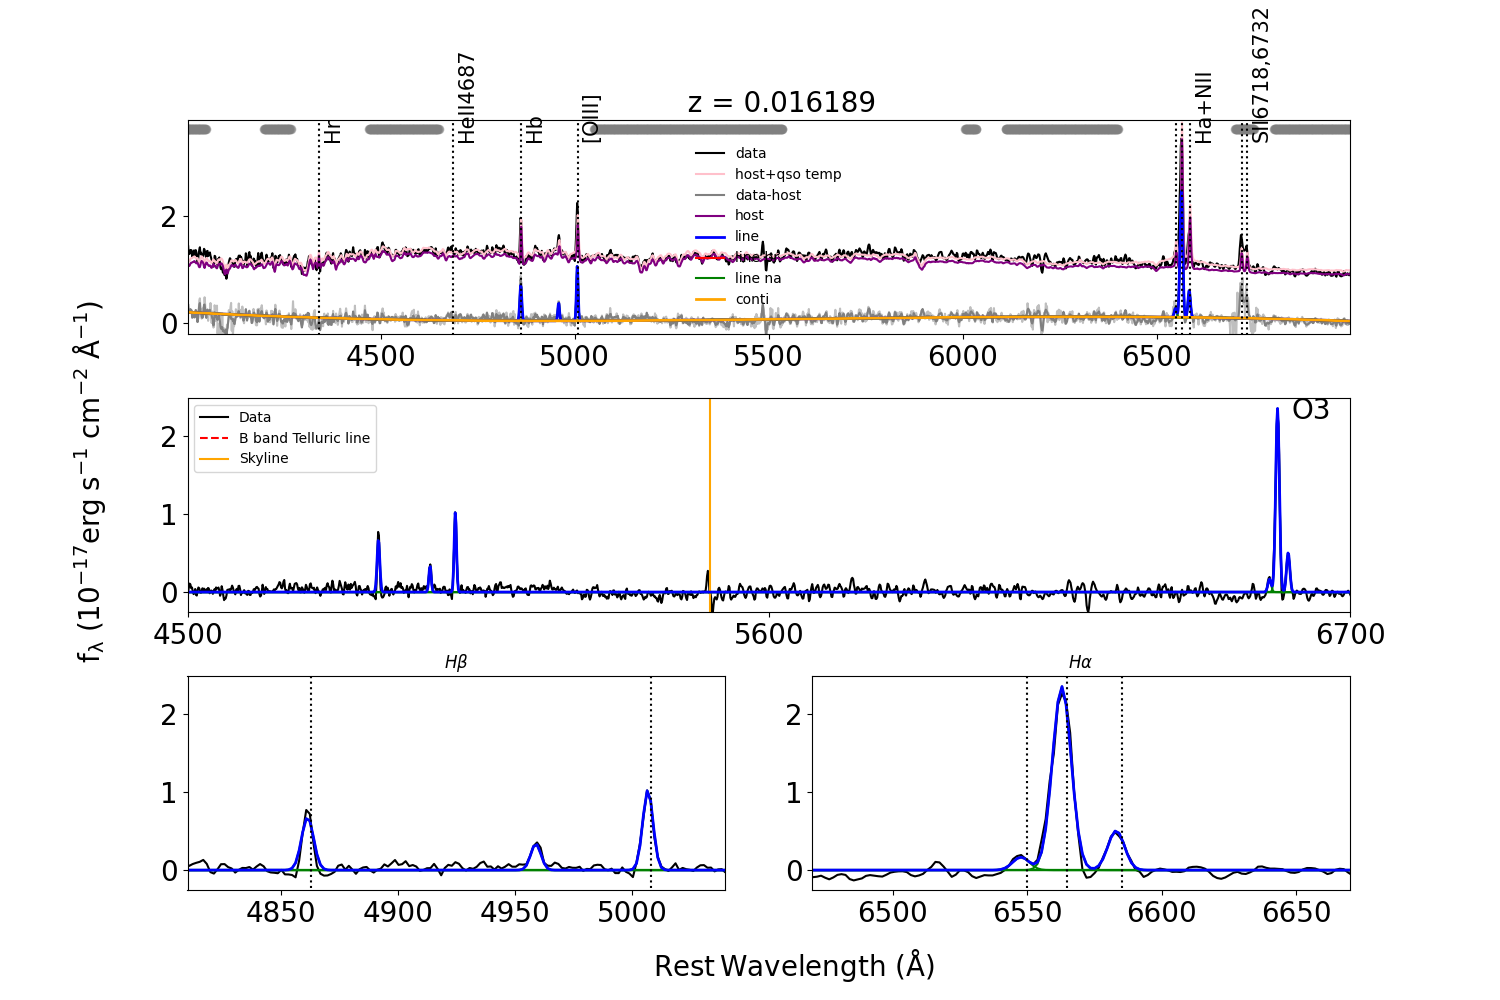 z = 0.016189
Hr
HeII4687
Hb
[OIII]
Ha+NII
SII6718,6732
data
host+qso temp
data-host
host
line
line na
conti
2
0
4500 5000 5500 6000 6500
fλ (10−17erg s−1 cm−2 Å−1)
Data
B band Telluric line
Skyline
O3
2
1
0
4500 5600 6700
Hβ
2
1
0
4850 4900 4950 5000
Hα
2
1
0
6500 6550 6600 6650
Rest Wavelength (Å)